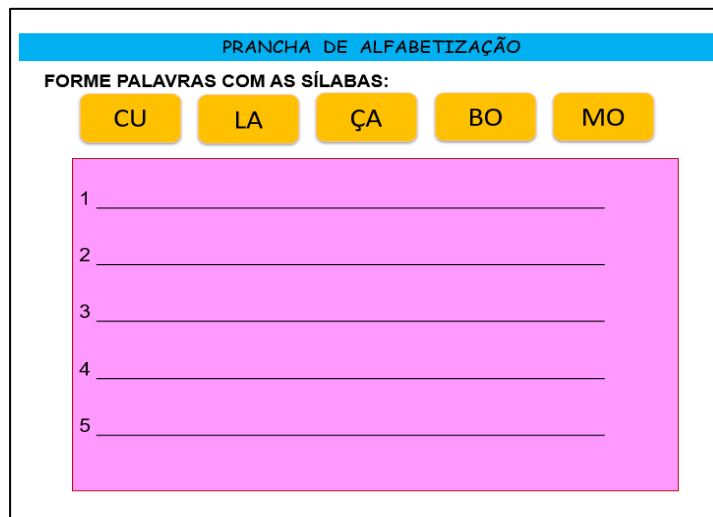 PRANCHA DE ALFABETIZAÇÃO
FORME PALAVRAS COM AS SÍLABAS:
CU LA ÇA BO MO
1
2
3
4
5